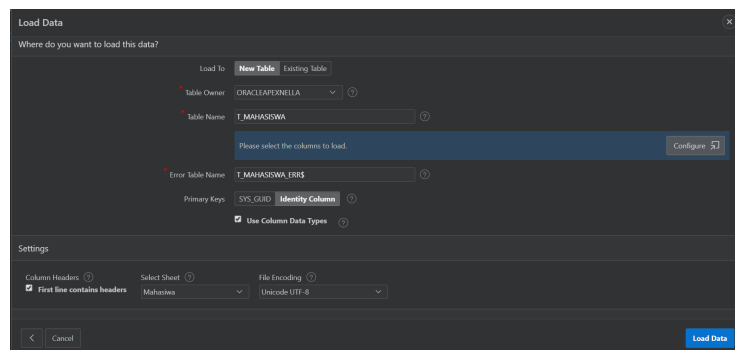 Load Data
Where do you want to load this data?
Load To New Table Existing Table
* Table Owner ORACLEAPEXNELLA ?
* Table Name T_MAHASISWA ?
Please select the columns to load. Configure
* Error Table Name T_MAHASISWA_ERR$ ?
Primary Keys SYS_GUID Identity Column ?
Use Column Data Types ?
Settings
Column Headers ? Select Sheet ? File Encoding ?
First line contains headers Mahasiwa Unicode UTF-8
Cancel Load Data